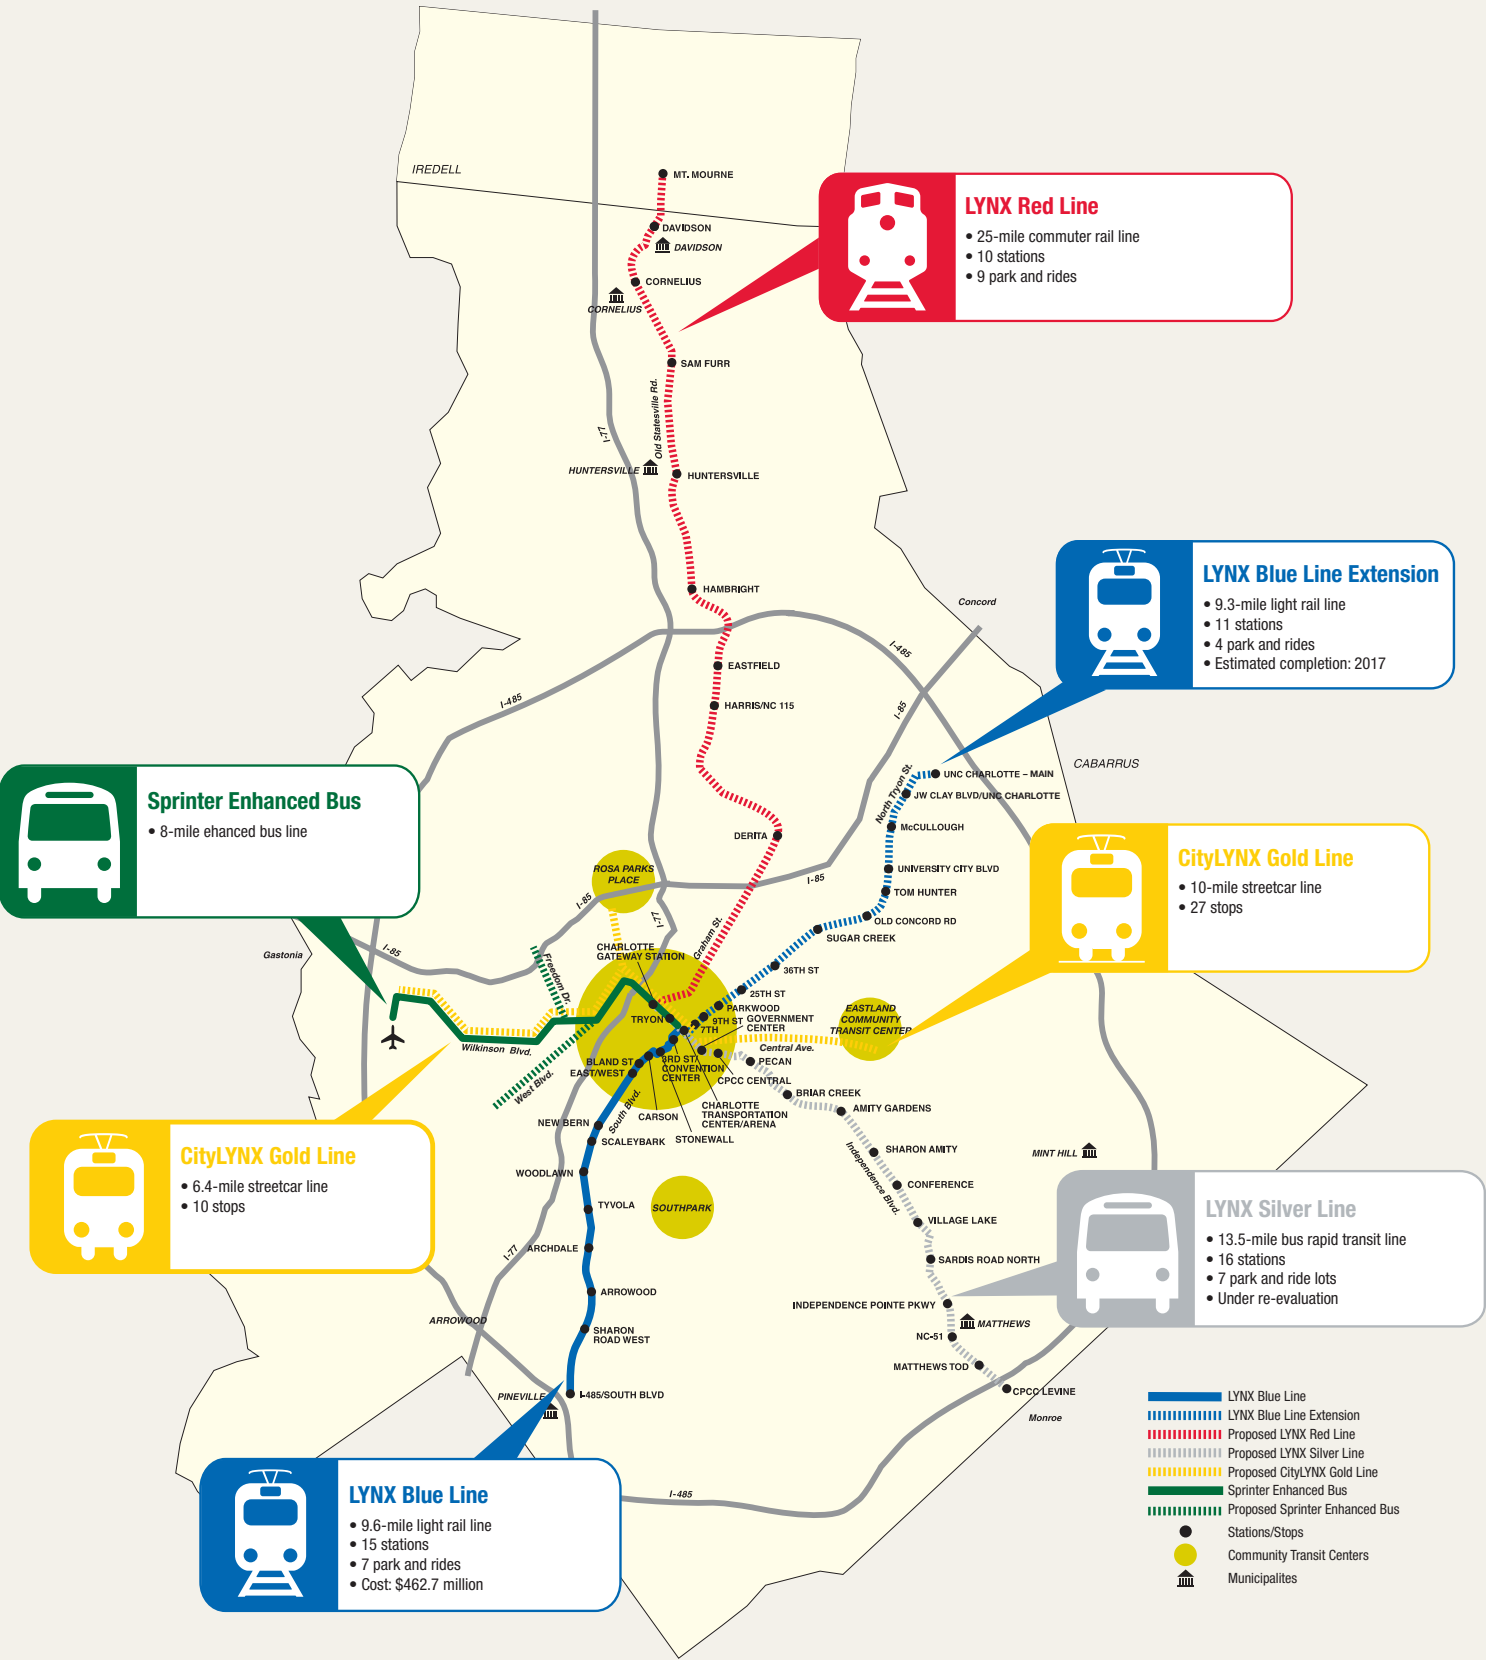 IREDELL
MT. MOURNE
DAVIDSON
DAVIDSON
CORNELIUS
CORNELIUS
SAM FURR
Old Statesville Rd.
I-77
HUNTERSVILLE
HUNTERSVILLE
HAMBRIGHT
EASTFIELD
HARRIS/NC 115
DERITA
LYNX Red Line
• 25-mile commuter rail line
• 10 stations
• 9 park and rides
LYNX Blue Line Extension
• 9.3-mile light rail line
• 11 stations
• 4 park and rides
• Estimated completion: 2017
Concord
I-485
I-85
I-485
CABARRUS
UNC CHARLOTTE – MAIN
North Tryon St.
JW CLAY BLVD/UNC CHARLOTTE
McCULLOUGH
UNIVERSITY CITY BLVD
TOM HUNTER
OLD CONCORD RD
SUGAR CREEK
36TH ST
25TH ST
PARKWOOD
9TH ST
7TH
GOVERNMENT
CENTER
Sprinter Enhanced Bus
• 8-mile ehanced bus line
CityLYNX Gold Line
• 10-mile streetcar line
• 27 stops
ROSA PARKS
PLACE
I-85
I-85
I-77
Graham St.
Gastonia
I-85
Freedom Dr.
CHARLOTTE
GATEWAY STATION
TRYON
EASTLAND
COMMUNITY
TRANSIT CENTER
Central Ave.
Wilkinson Blvd.
West Blvd.
BLAND ST
EAST/WEST
3RD ST/
CONVENTION
CENTER
PECAN
CPCC CENTRAL
BRIAR CREEK
AMITY GARDENS
South Blvd.
CARSON
CHARLOTTE
TRANSPORTATION
CENTER/ARENA
STONEWALL
NEW BERN
SCALEYBARK
WOODLAWN
TYVOLA
ARCHDALE
ARROWOOD
SHARON
ROAD WEST
I-485/SOUTH BLVD
SOUTHPARK
SHARON AMITY
Independence Blvd.
CONFERENCE
VILLAGE LAKE
SARDIS ROAD NORTH
INDEPENDENCE POINTE PKWY
MATTHEWS
NC-51
MATTHEWS TOD
CPCC LEVINE
Monroe
MINT HILL
CityLYNX Gold Line
• 6.4-mile streetcar line
• 10 stops
LYNX Silver Line
• 13.5-mile bus rapid transit line
• 16 stations
• 7 park and ride lots
• Under re-evaluation
I-77
ARROWOOD
PINEVILLE
I-485
LYNX Blue Line
• 9.6-mile light rail line
• 15 stations
• 7 park and rides
• Cost: $462.7 million
LYNX Blue Line
LYNX Blue Line Extension
Proposed LYNX Red Line
Proposed LYNX Silver Line
Proposed CityLYNX Gold Line
Sprinter Enhanced Bus
Proposed Sprinter Enhanced Bus
Stations/Stops
Community Transit Centers
Municipalites